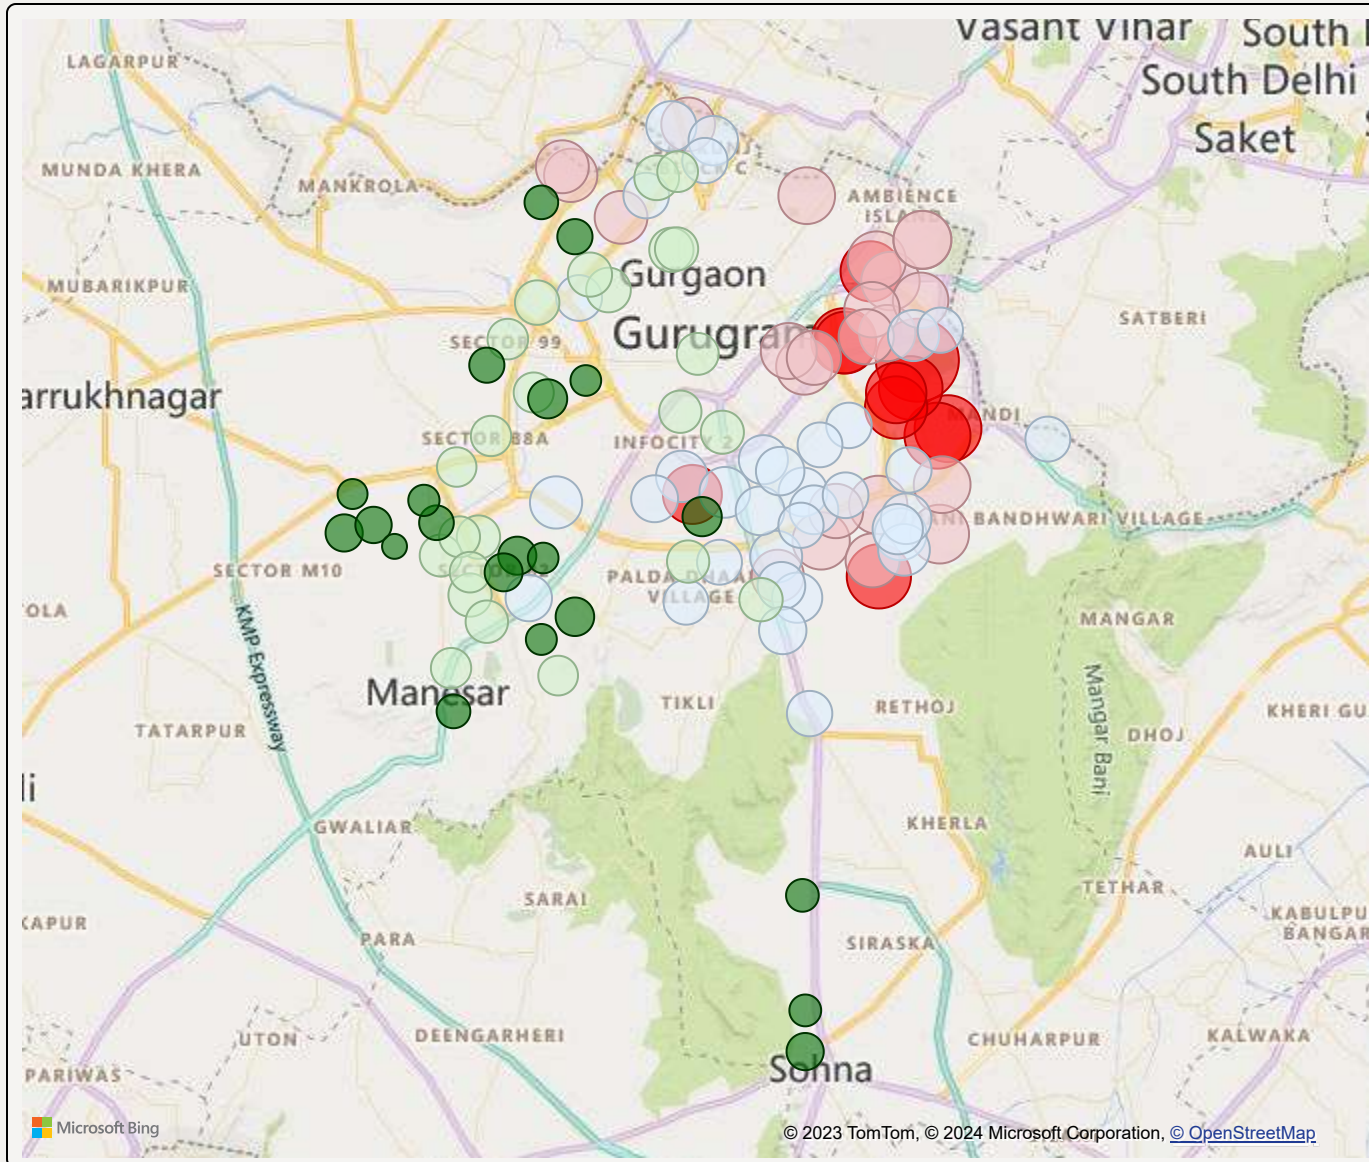 Vasant Vihar
South
LAGARPUR
South Delhi
Saket
MUNDA KHERA
C
MANKROLA
AMBIENCE
ISLAND
Gurgaon
MUBARIKPUR
SATBERI
Gurugram
SECTOR 99
arrukhnagar
MANDI
SECTOR 88A
INFOCITY 2
ANI BANDHWARI VILLAGE
SECTOR M10
PALDA
VILLAGE
OLA
MANGAR
KMP Expressway
Manesar
TIKLI
RETHOJ
Mangar Bani
KHERI GU
TATARPUR
DHOJ
li
GWALIAR
KHERLA
AULI
TETHAR
SARAI
KAPUR
KABULPU
BANGAR
PARA
SIRASKA
UTON
DEENGARHERI
CHUHARPUR
KALWAKA
Sohna
PARIWAS
Microsoft Bing
© 2023 TomTom, © 2024 Microsoft Corporation, © OpenStreetMap